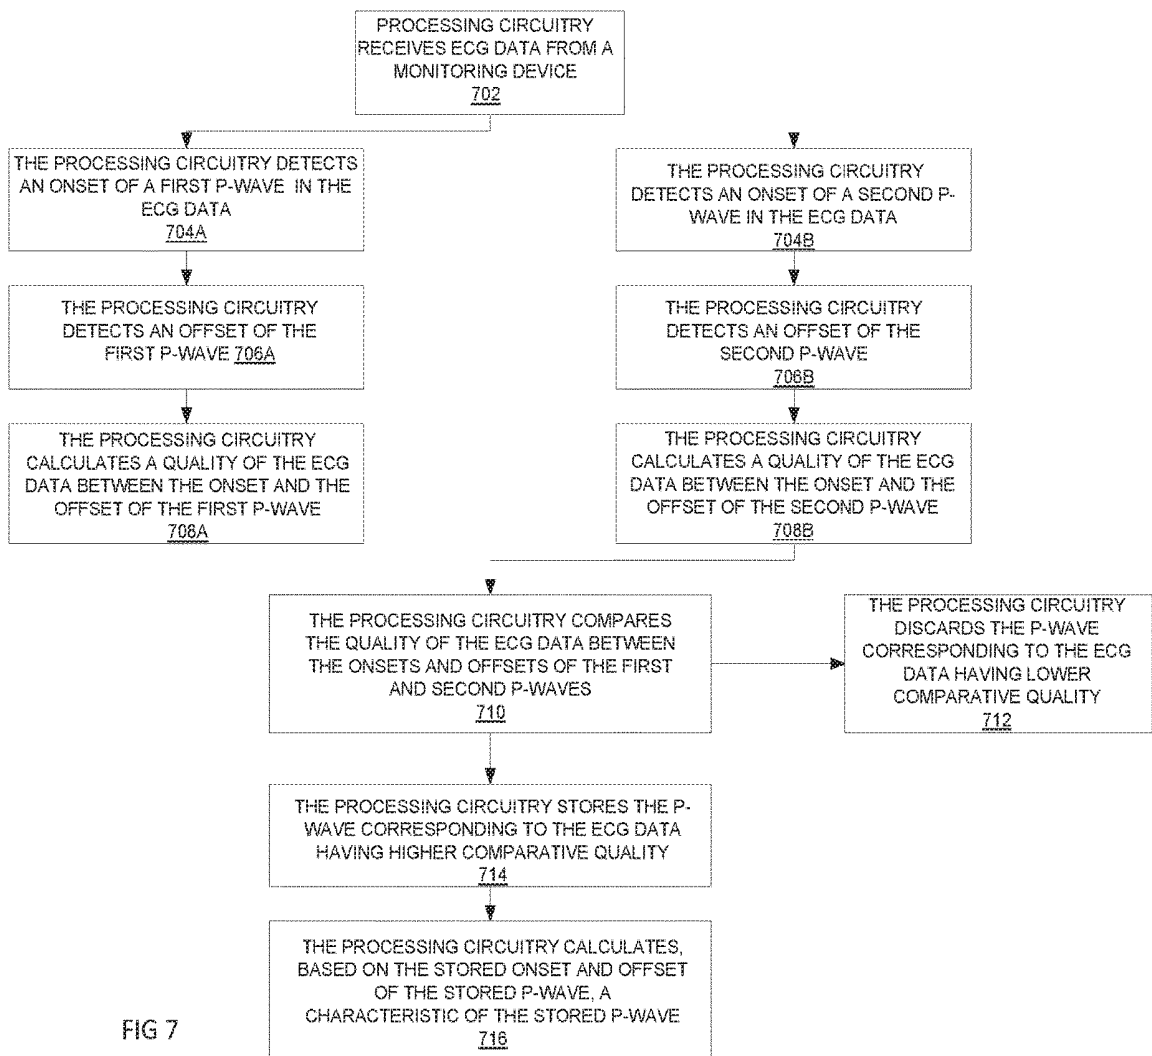 PROCESSING CIRCUITRY
RECEIVES ECG DATA FROM A
MONITORING DEVICE
702
THE PROCESSING CIRCUITRY DETECTS
AN ONSET OF A FIRST P-WAVE IN THE
ECG DATA
704A
THE PROCESSING CIRCUITRY
DETECTS AN ONSET OF A SECOND P-
WAVE IN THE ECG DATA
704B
THE PROCESSING CIRCUITRY
DETECTS AN OFFSET OF THE
FIRST P-WAVE 706A
THE PROCESSING CIRCUITRY
DETECTS AN OFFSET OF THE
SECOND P-WAVE
706B
THE PROCESSING CIRCUITRY
CALCULATES A QUALITY OF THE ECG
DATA BETWEEN THE ONSET AND THE
OFFSET OF THE FIRST P-WAVE
708A
THE PROCESSING CIRCUITRY
CALCULATES A QUALITY OF THE ECG
DATA BETWEEN THE ONSET AND THE
OFFSET OF THE SECOND P-WAVE
708B
THE PROCESSING CIRCUITRY COMPARES
THE QUALITY OF THE ECG DATA BETWEEN
THE ONSETS AND OFFSETS OF THE FIRST
AND SECOND P-WAVES
710
THE PROCESSING CIRCUITRY
DISCARDS THE P-WAVE
CORRESPONDING TO THE ECG
DATA HAVING LOWER
COMPARATIVE QUALITY
712
THE PROCESSING CIRCUITRY STORES THE P-
WAVE CORRESPONDING TO THE ECG DATA
HAVING HIGHER COMPARATIVE QUALITY
714
THE PROCESSING CIRCUITRY CALCULATES,
BASED ON THE STORED ONSET AND OFFSET
OF THE STORED P-WAVE, A
CHARACTERISTIC OF THE STORED P-WAVE
716
FIG 7